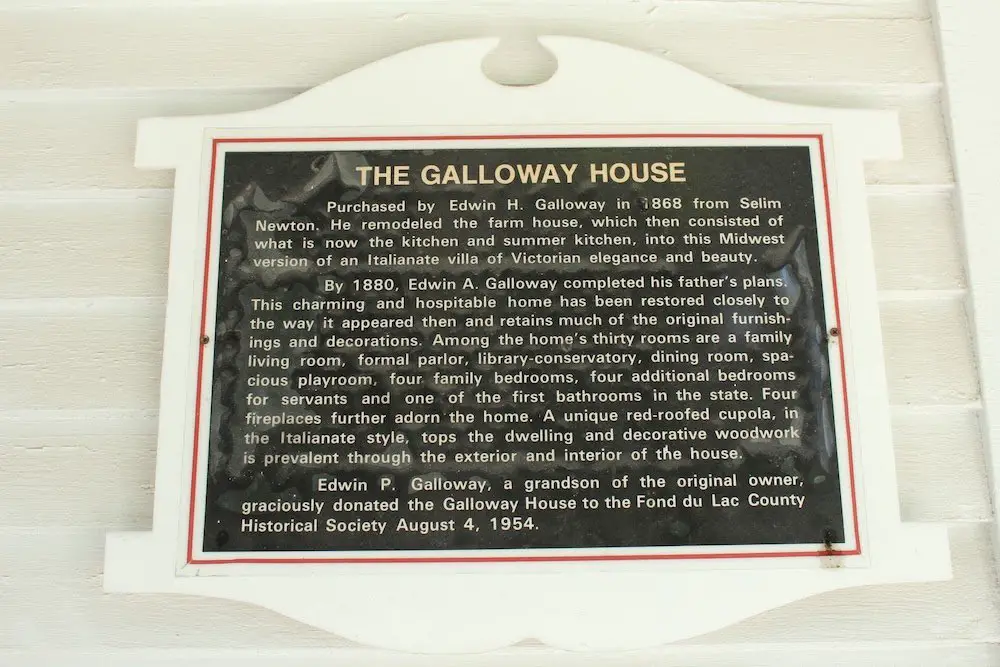 THE GALLOWAY HOUSE
Purchased by Edwin H. Galloway in 1868 from Selim
Newton. He remodeled the farm house, which then consisted of
what is now the kitchen and summer kitchen, into this Midwest
version of an Italianate villa of Victorian elegance and beauty.
By 1880, Edwin A. Galloway completed his father's plans.
This charming and hospitable home has been restored closely to
the way it appeared then and retains much of the original furnish-
ings and decorations. Among the home's thirty rooms are a family
living room, formal parlor, library-conservatory, dining room, spa-
cious playroom, four family bedrooms, four additional bedrooms
for servants and one of the first bathrooms in the state. Four
fireplaces further adorn the home. A unique red-roofed cupola, in
the Italianate style, tops the dwelling and decorative woodwork
is prevalent through the exterior and interior of the house.
Edwin P. Galloway, a grandson of the original owner,
graciously donated the Galloway House to the Fond du Lac County
Historical Society August 4, 1954.